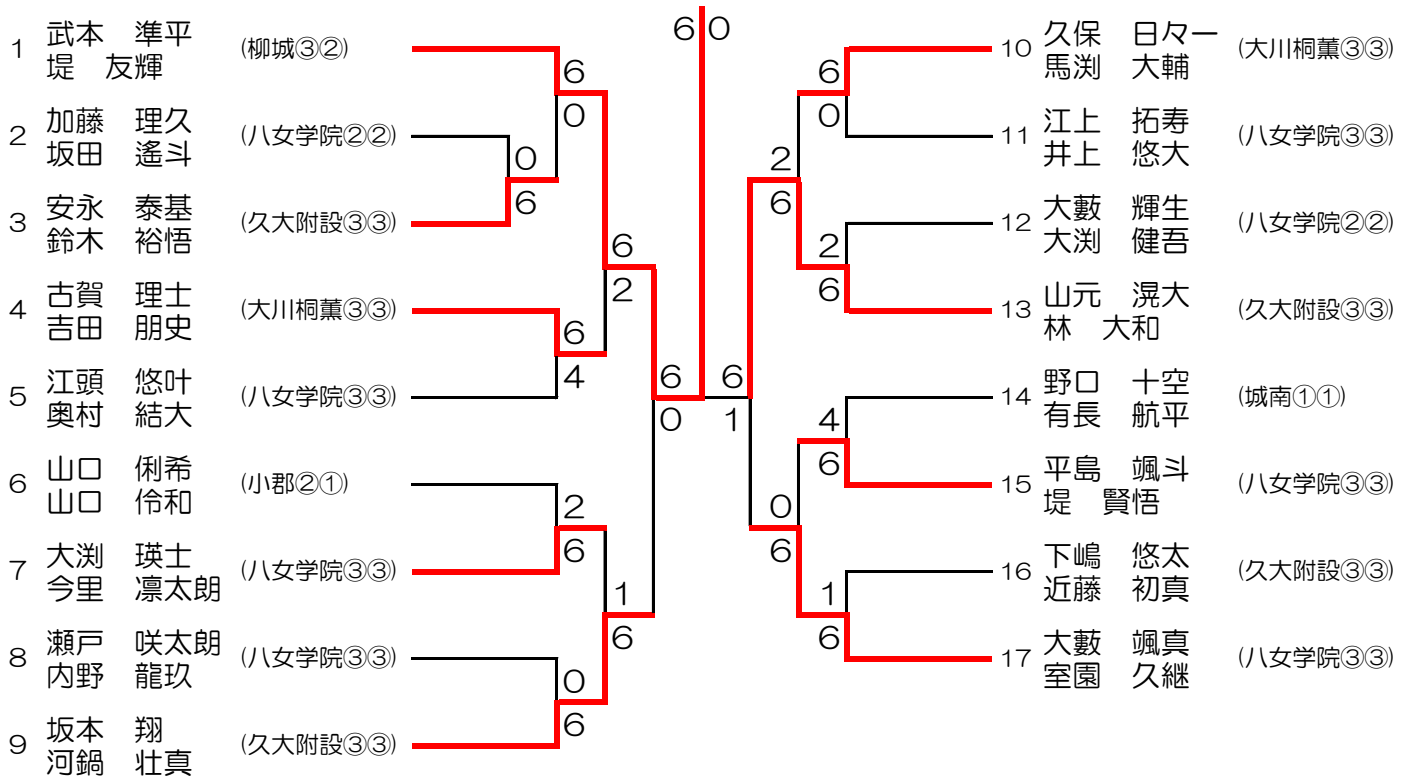 6 0
1 武本 準平 (柳城③②)
堤 友輝
2 加藤 理久 (八女学院②②)
坂田 遙斗
3 安永 泰基 (久大附設③③)
鈴木 裕悟
4 古賀 理士 (大川桐薫③③)
吉田 朋史
5 江頭 悠叶 (八女学院③③)
奥村 結大
6 山口 俐希 (小郡②①)
山口 伶和
7 大渕 瑛士 (八女学院③③)
今里 凛太朗
8 瀬戸 咲太朗 (八女学院③③)
内野 龍玖
9 坂本 翔 (久大附設③③)
河鍋 壮真
6
0
0
6
6
2
6
4
6
0
2
6
1
6
0
6
10 久保 日々一 (大川桐薫③③)
馬渕 大輔
11 江上 拓寿 (八女学院③③)
井上 悠大
12 大藪 輝生 (八女学院②②)
大渕 健吾
13 山元 滉大 (久大附設③③)
林 大和
14 野口 十空 (城南①①)
有長 航平
15 平島 颯斗 (八女学院③③)
堤 賢悟
16 下嶋 悠太 (久大附設③③)
近藤 初真
17 大藪 颯真 (八女学院③③)
室園 久継
6
0
2
6
2
6
6
1
4
6
0
6
1
6